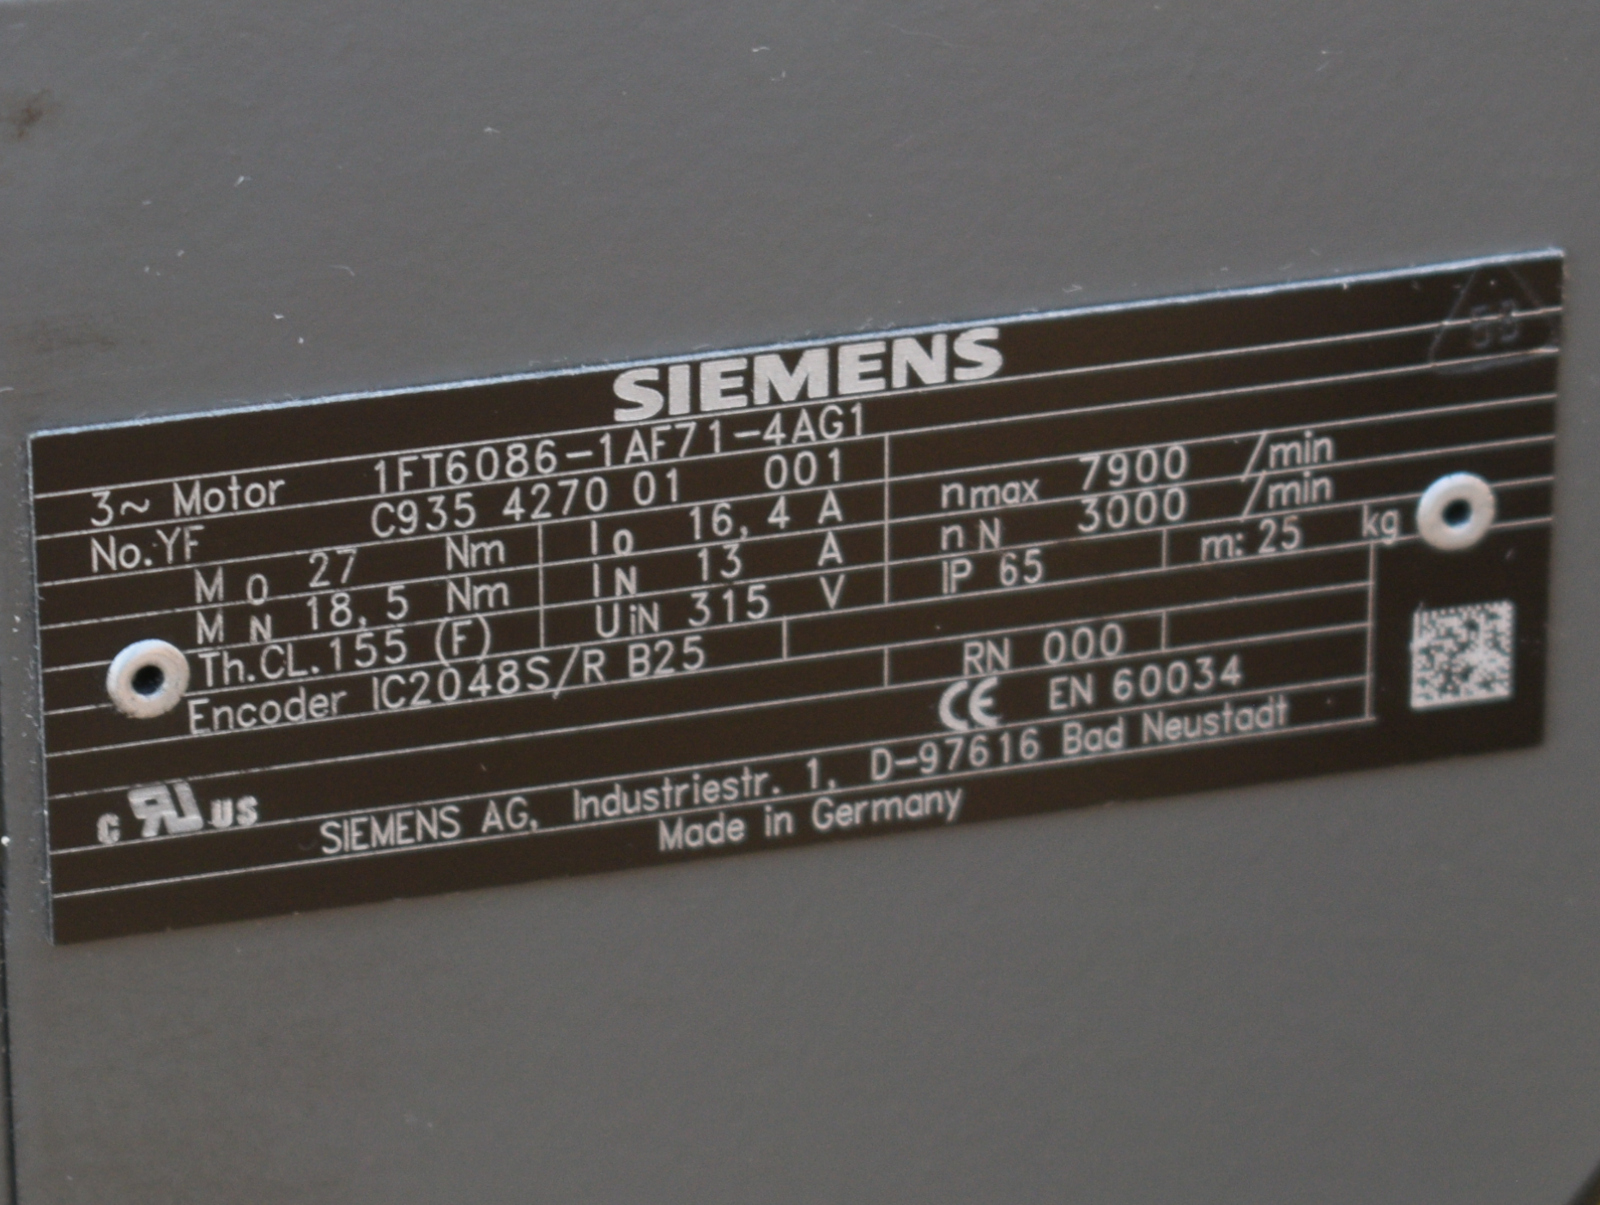 SIEMENS
3~ Motor 1FT6086-1AF71-4AG1
No.YF C935 4270 01 001
M0 27 Nm I0 16,4 A nmax 7900 /min
MN 18,5 Nm IN 13 A nN 3000 /min
Th.CL.155 (F) UiN 315 V IP 65 m: 25 kg
Encoder IC2048S/R B25
RN 000
CE EN 60034
c RU US
SIEMENS AG, Industriestr. 1, D-97616 Bad Neustadt
Made in Germany